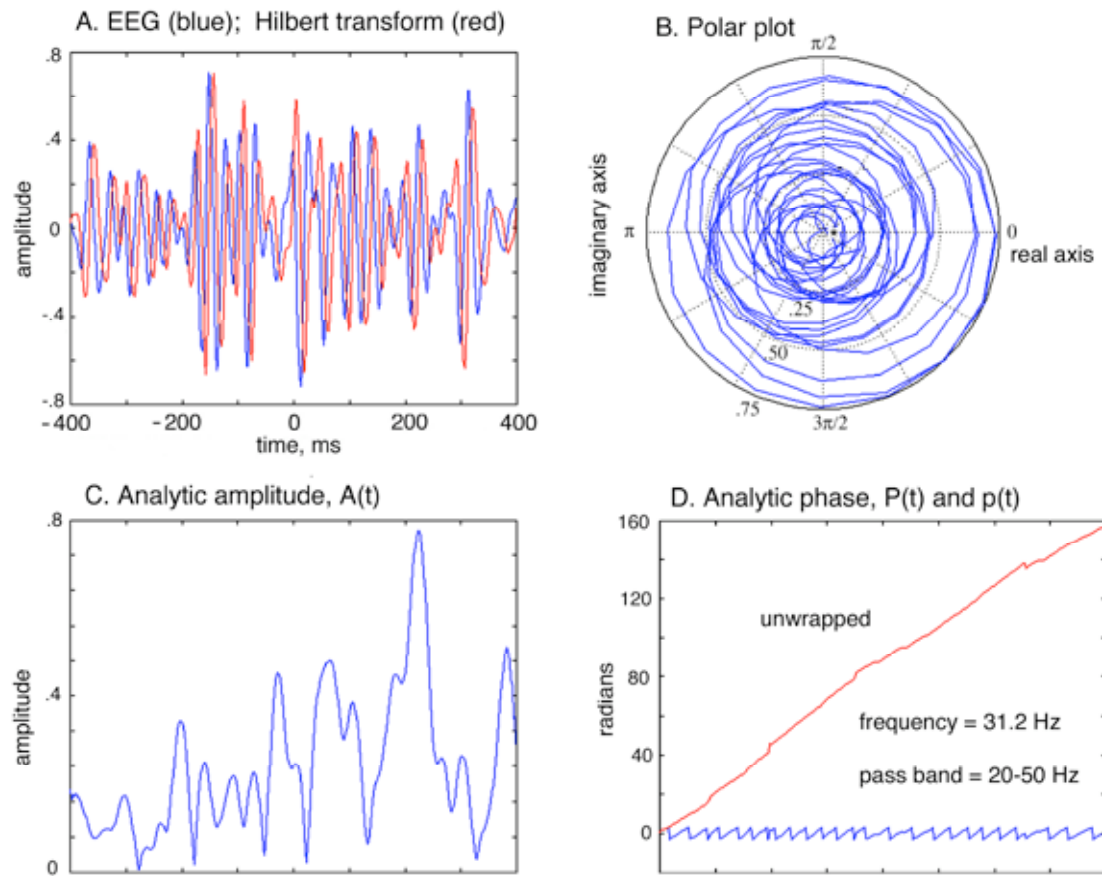 A. EEG (blue); Hilbert transform (red)
.8
.4
0
-.4
-.8
amplitude
-400
-200
0
200
400
time, ms
B. Polar plot
π/2
imaginary axis
π
0
real axis
.25
.50
.75
3π/2
C. Analytic amplitude, A(t)
.8
.4
0
amplitude
D. Analytic phase, P(t) and p(t)
160
120
80
40
0
radians
unwrapped
frequency = 31.2 Hz
pass band = 20-50 Hz